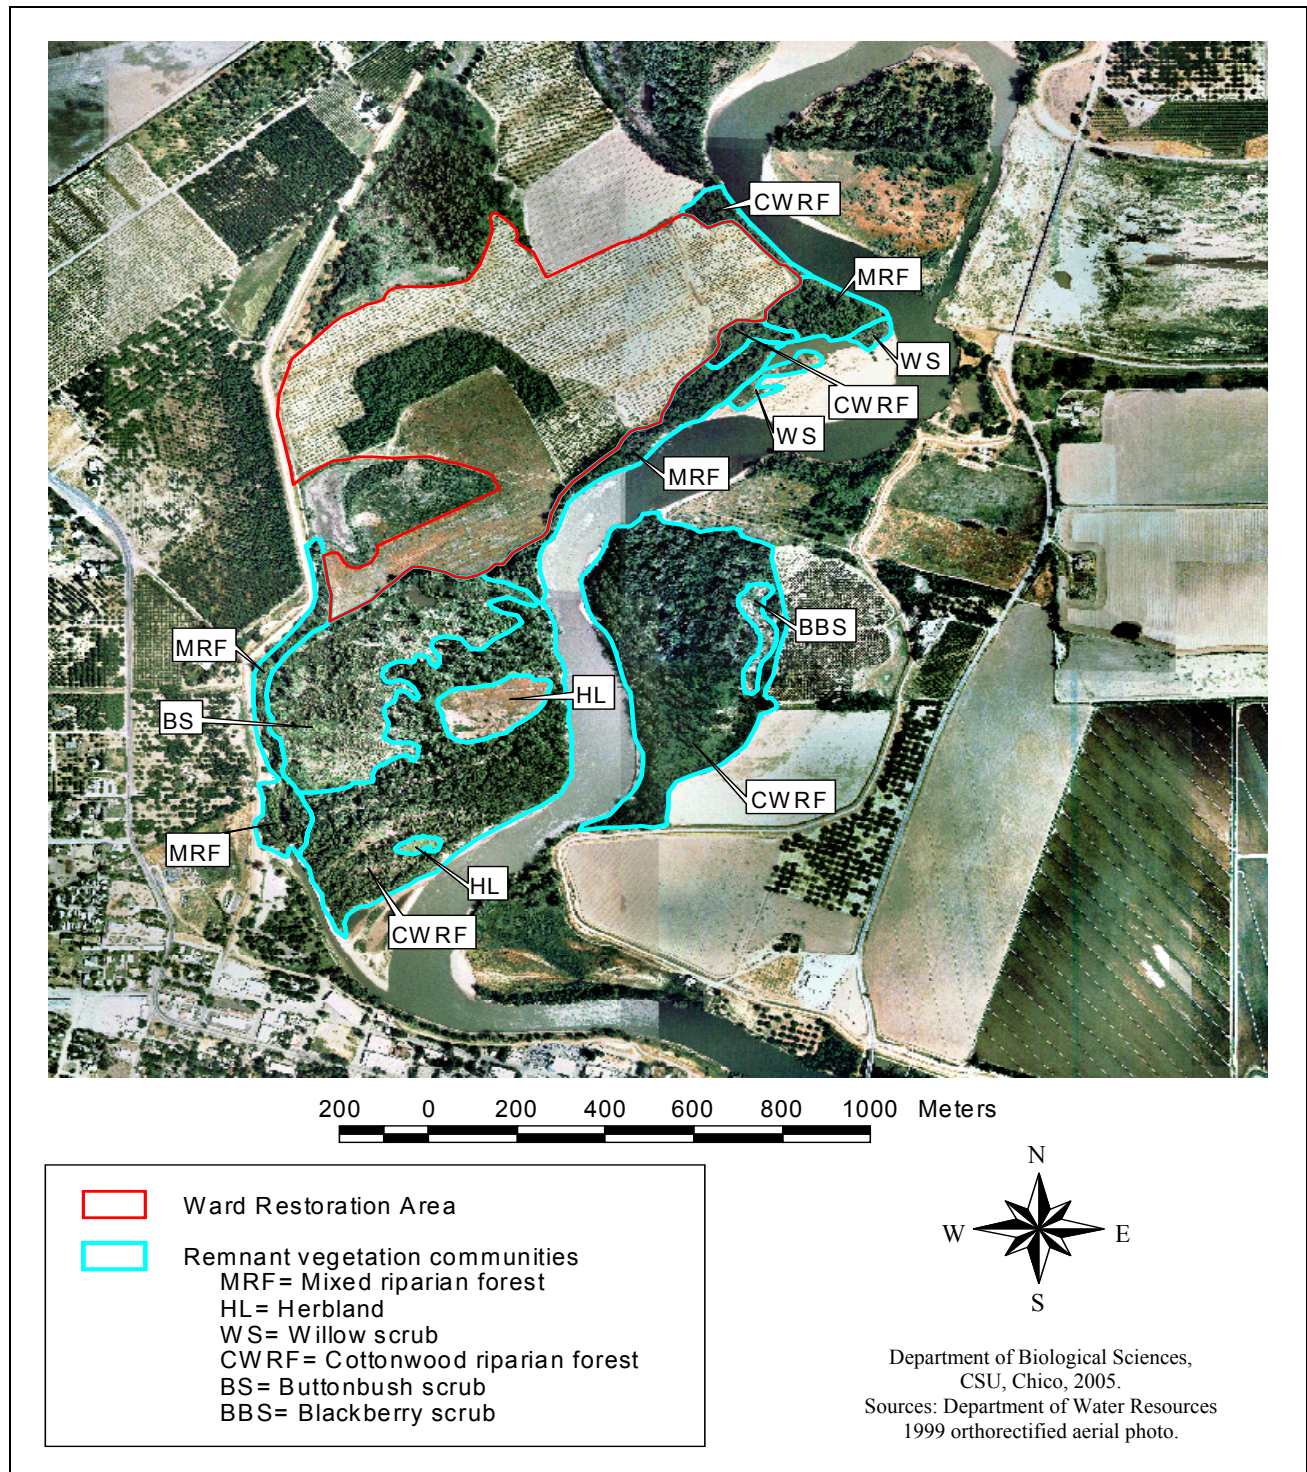 CWRF
MRF
WS
CWRF
WS
MRF
BBS
MRF
HL
BS
CWRF
MRF
HL
CWRF
200 0 200 400 600 800 1000 Meters
Ward Restoration Area
Remnant vegetation communities
MRF= Mixed riparian forest
HL= Herbland
WS= Willow scrub
CWRF= Cottonwood riparian forest
BS= Buttonbush scrub
BBS= Blackberry scrub
N
W E
S
Department of Biological Sciences,
CSU, Chico, 2005.
Sources: Department of Water Resources
1999 orthorectified aerial photo.